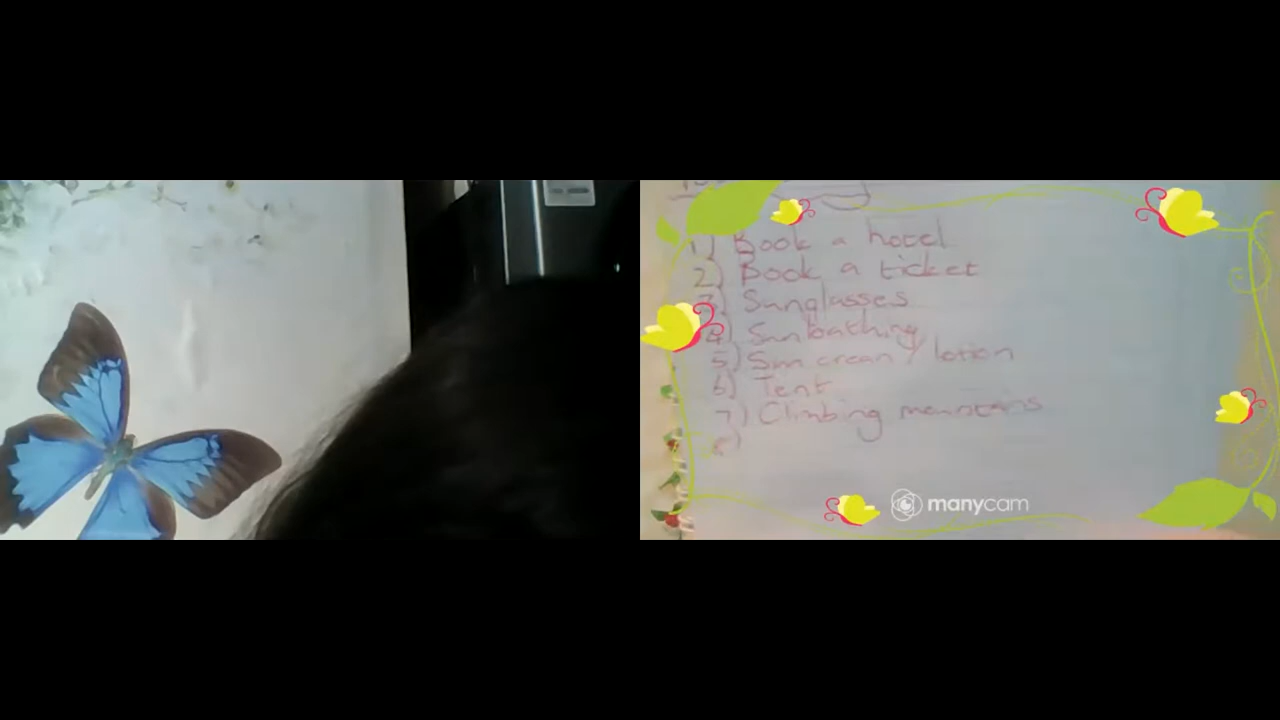 1) Book a hotel
2) Book a ticket
3) Sunglasses
4) Sunbathing
5) Sun crean / lotion
6) Tent
7) Climbing mountains
manycam